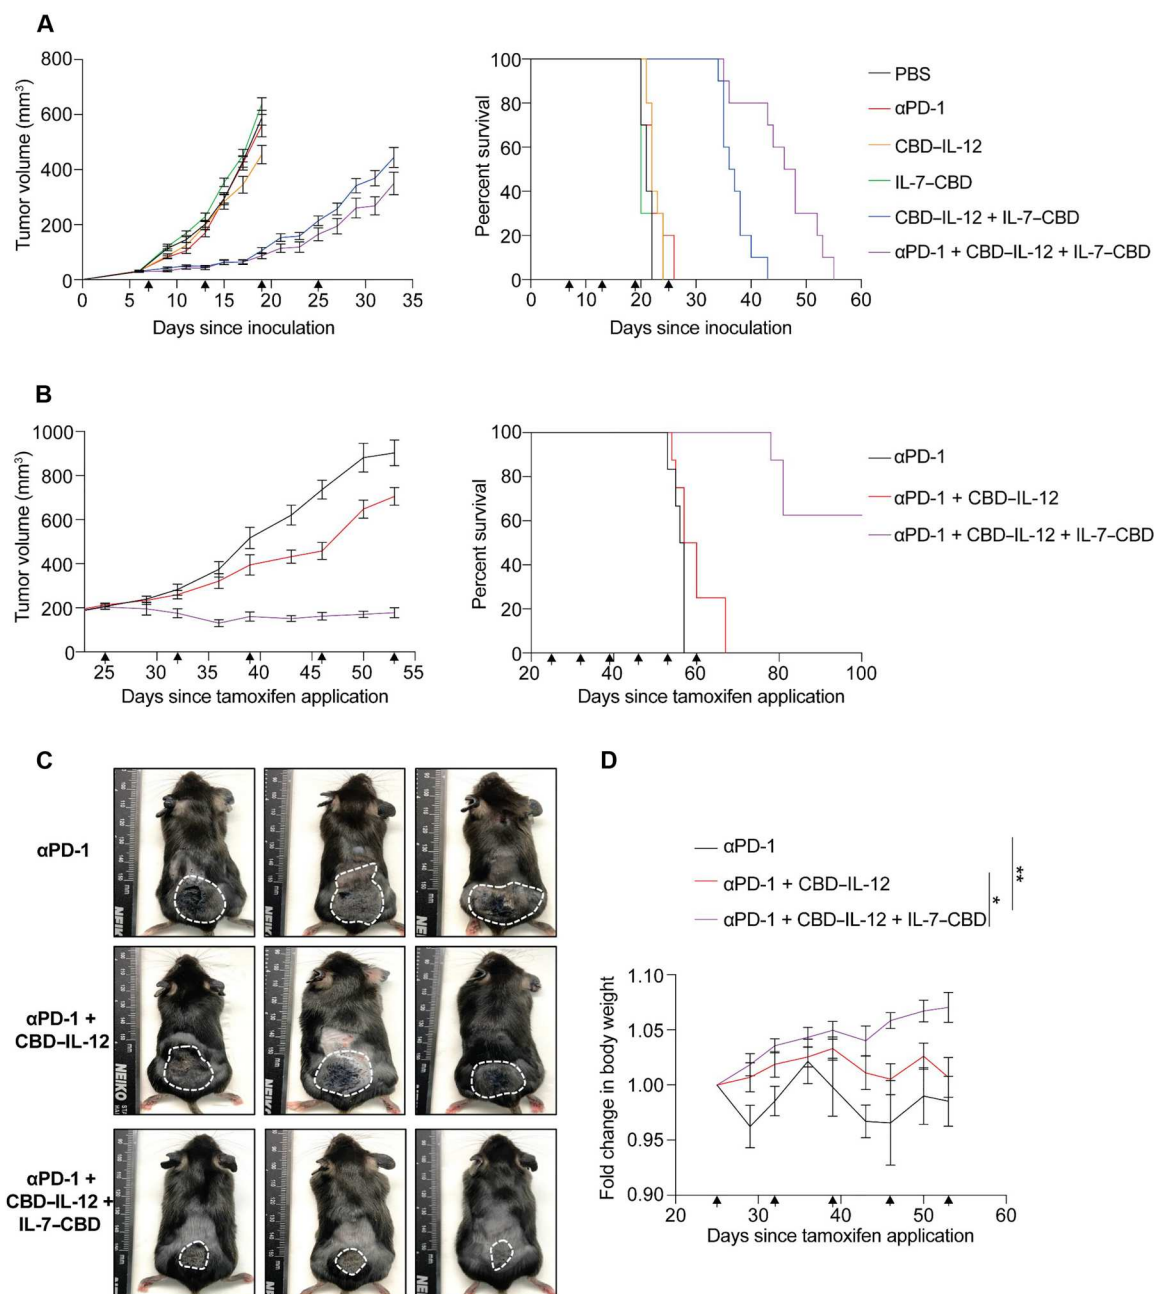 A
Tumor volume (mm³)
800
600
400
200
0
0 5 10 15 20 25 30 35
Days since inoculation
Peercent survival
100
80
60
40
20
0
0 10 20 30 40 50 60
Days since inoculation
PBS
αPD-1
CBD–IL-12
IL-7–CBD
CBD–IL-12 + IL-7–CBD
αPD-1 + CBD–IL-12 + IL-7–CBD
B
Tumor volume (mm³)
1000
800
600
400
200
0
25 30 35 40 45 50 55
Days since tamoxifen application
Percent survival
100
80
60
40
20
0
20 40 60 80 100
Days since tamoxifen application
αPD-1
αPD-1 + CBD–IL-12
αPD-1 + CBD–IL-12 + IL-7–CBD
C
αPD-1
αPD-1 +
CBD–IL-12
αPD-1 +
CBD–IL-12 +
IL-7–CBD
NEIKO
NEIKO
NEIKO
NEIKO
D
αPD-1
αPD-1 + CBD–IL-12
αPD-1 + CBD–IL-12 + IL-7–CBD
*
**
Fold change in body weight
1.10
1.05
1.00
0.95
0.90
20 30 40 50 60
Days since tamoxifen application